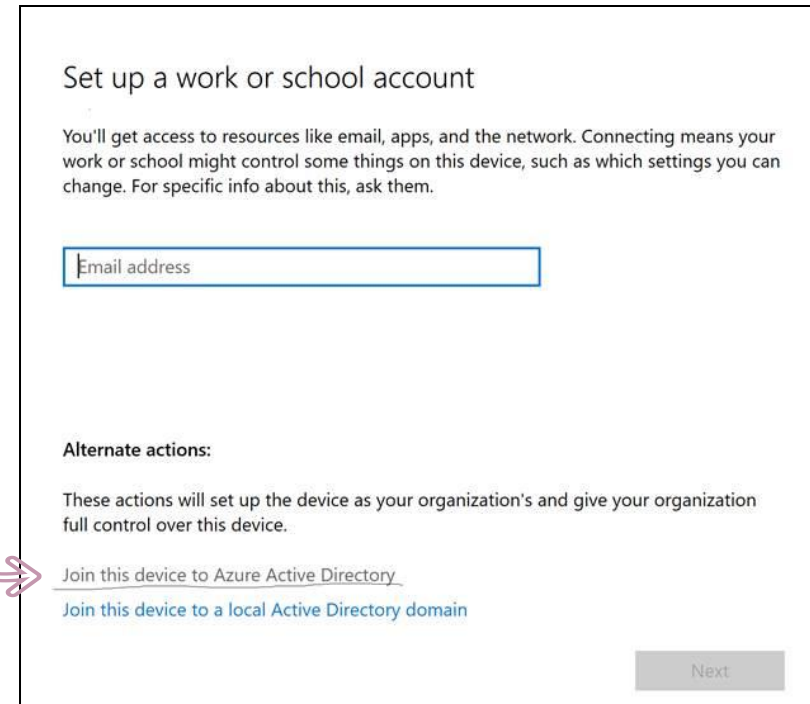 Set up a work or school account
You'll get access to resources like email, apps, and the network. Connecting means your
work or school might control some things on this device, such as which settings you can
change. For specific info about this, ask them.
Email address
Alternate actions:
These actions will set up the device as your organization's and give your organization
full control over this device.
Join this device to Azure Active Directory
Join this device to a local Active Directory domain
Next